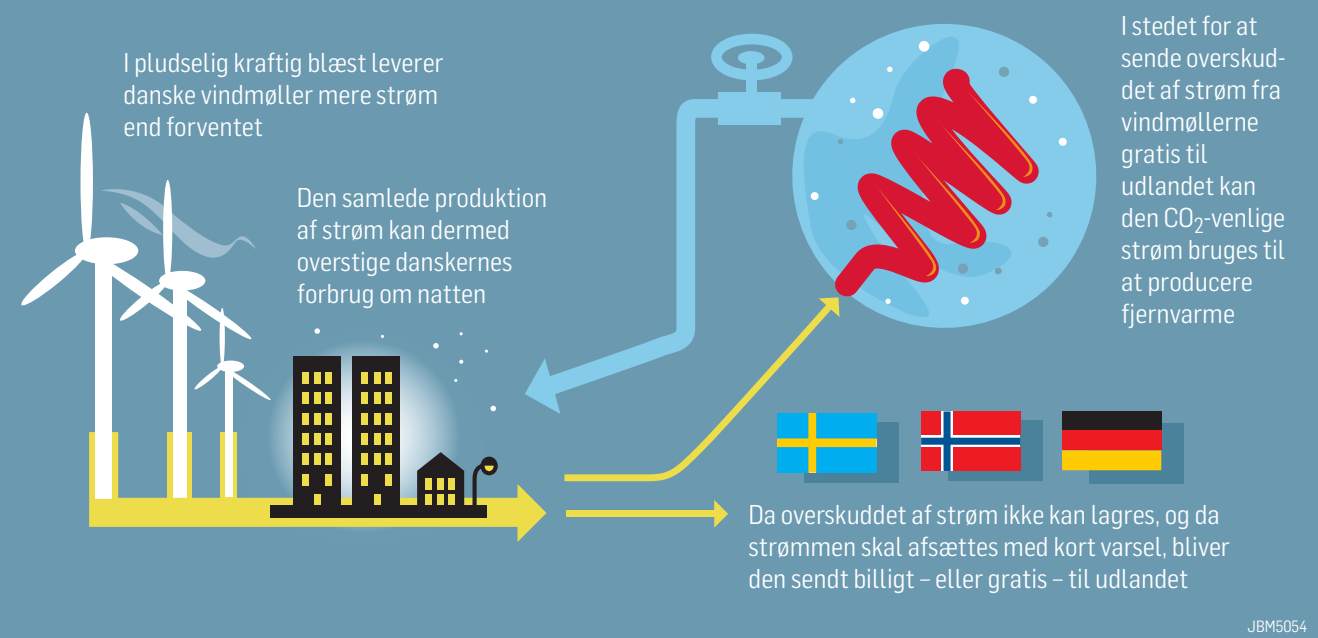 I pludselig kraftig blæst leverer
danske vindmøller mere strøm
end forventet
Den samlede produktion
af strøm kan dermed
overstige danskernes
forbrug om natten
I stedet for at
sende overskud-
det af strøm fra
vindmøllerne
gratis til
udlandet kan
den CO₂-venlige
strøm bruges til
at producere
fjernvarme
Da overskuddet af strøm ikke kan lagres, og da
strømmen skal afsættes med kort varsel, bliver
den sendt billigt – eller gratis – til udlandet
JBM5054